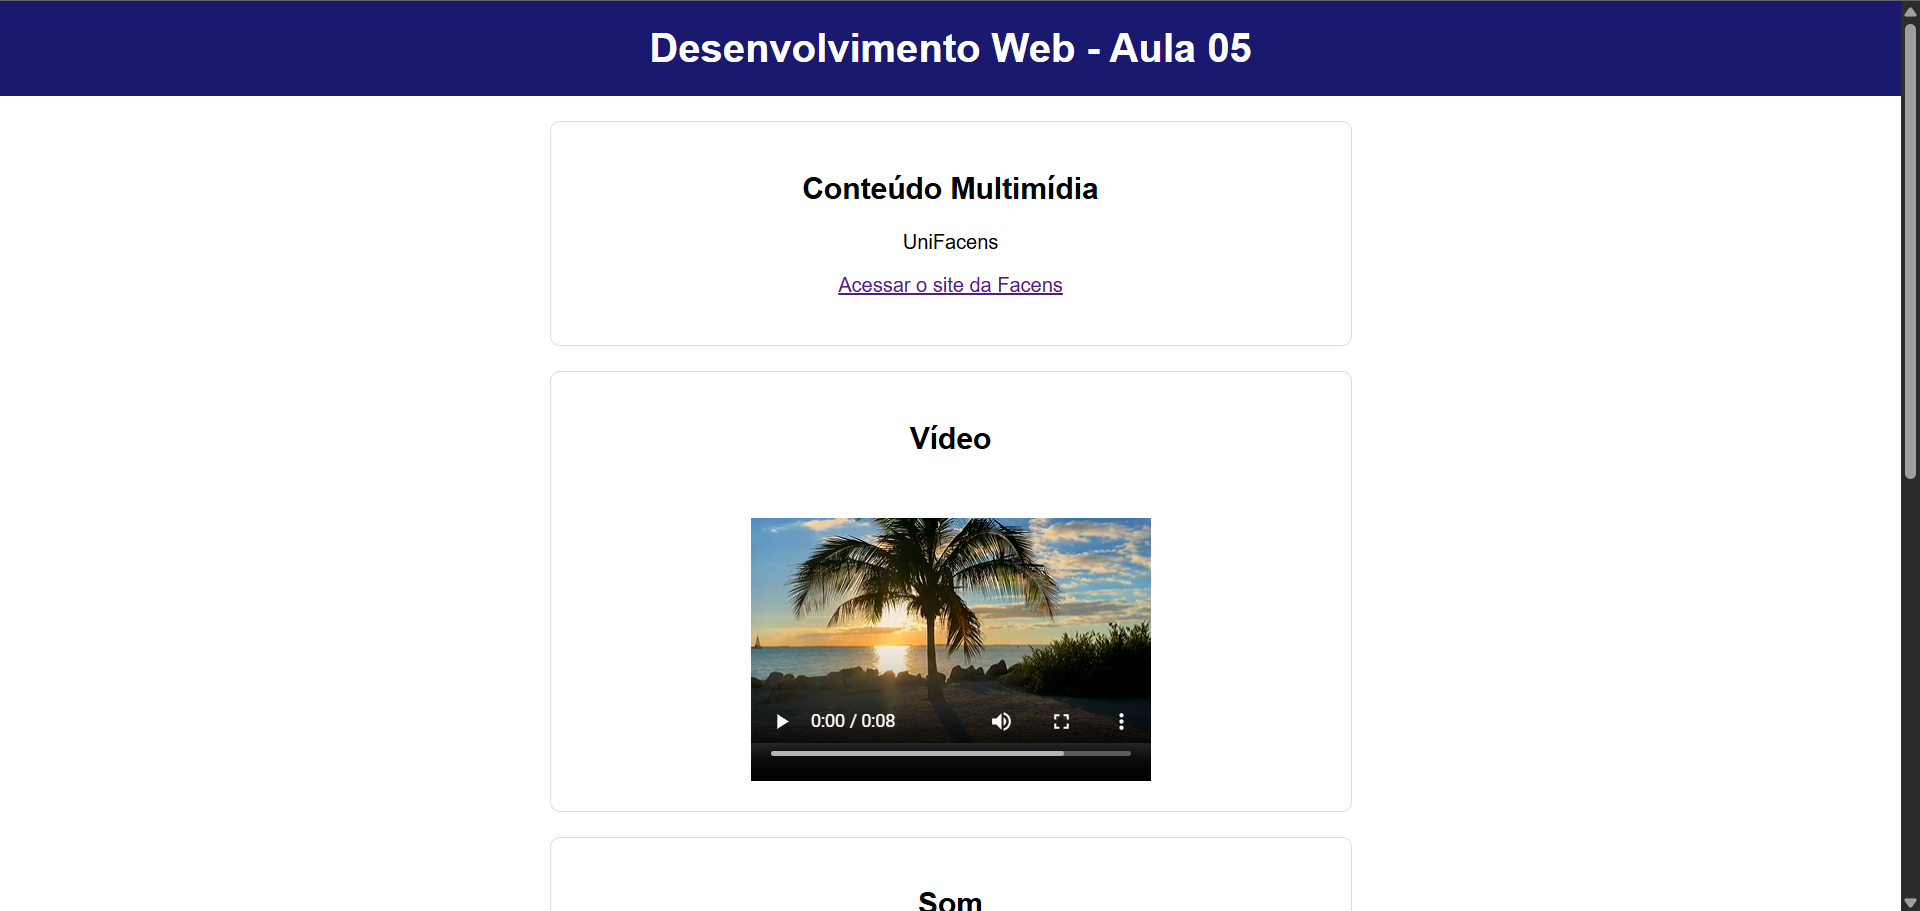 Desenvolvimento Web - Aula 05
Conteúdo Multimídia
UniFacens
Acessar o site da Facens
Vídeo
0:00 / 0:08
Som